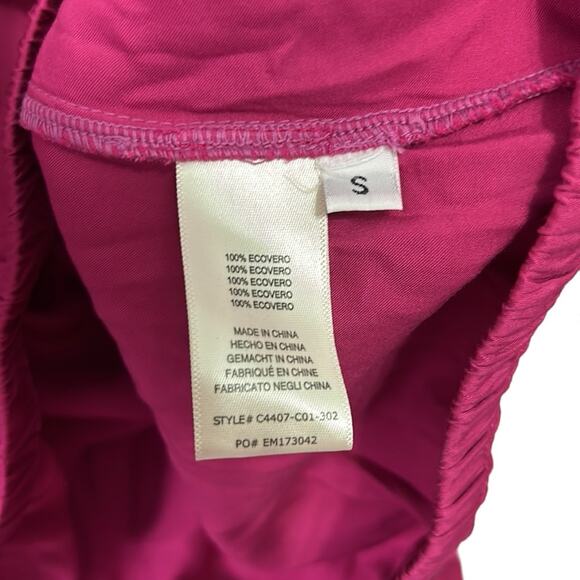 S
100% ECOVERO
100% ECOVERO
100% ECOVERO
100% ECOVERO
100% ECOVERO
MADE IN CHINA
HECHO EN CHINA
GEMACHT IN CHINA
FABRIQUÉ EN CHINE
FABRICATO NEGLI CHINA
STYLE# C4407-C01-302
PO# EM173042